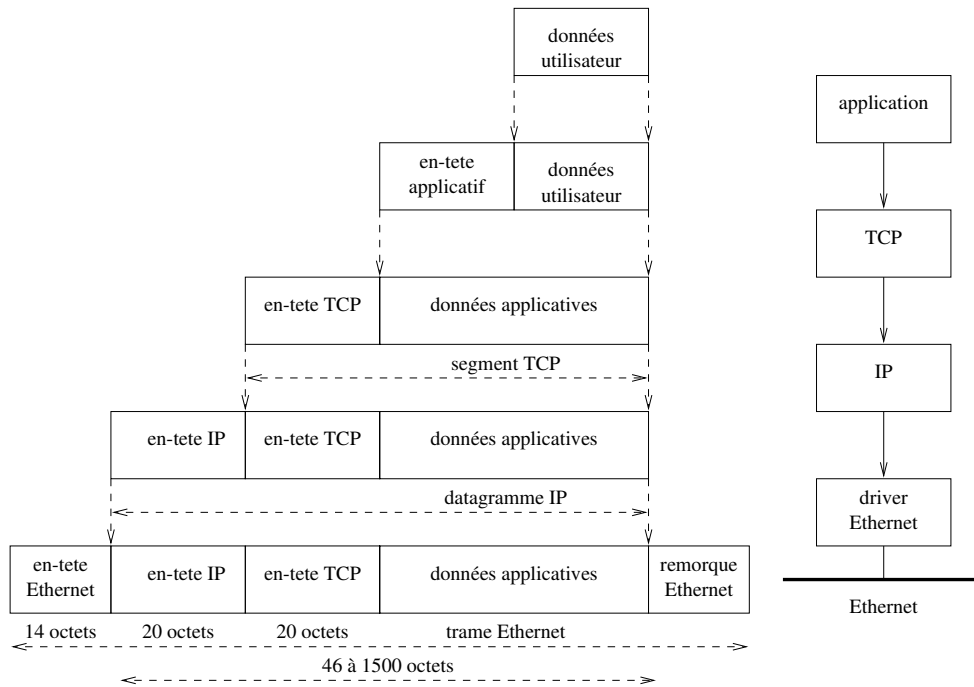 données
utilisateur
application
en-tete
applicatif
données
utilisateur
TCP
en-tete TCP
données applicatives
segment TCP
IP
en-tete IP
en-tete TCP
données applicatives
datagramme IP
driver
Ethernet
en-tete
Ethernet
en-tete IP
en-tete TCP
données applicatives
remorque
Ethernet
Ethernet
14 octets
20 octets
20 octets
trame Ethernet
46 à 1500 octets